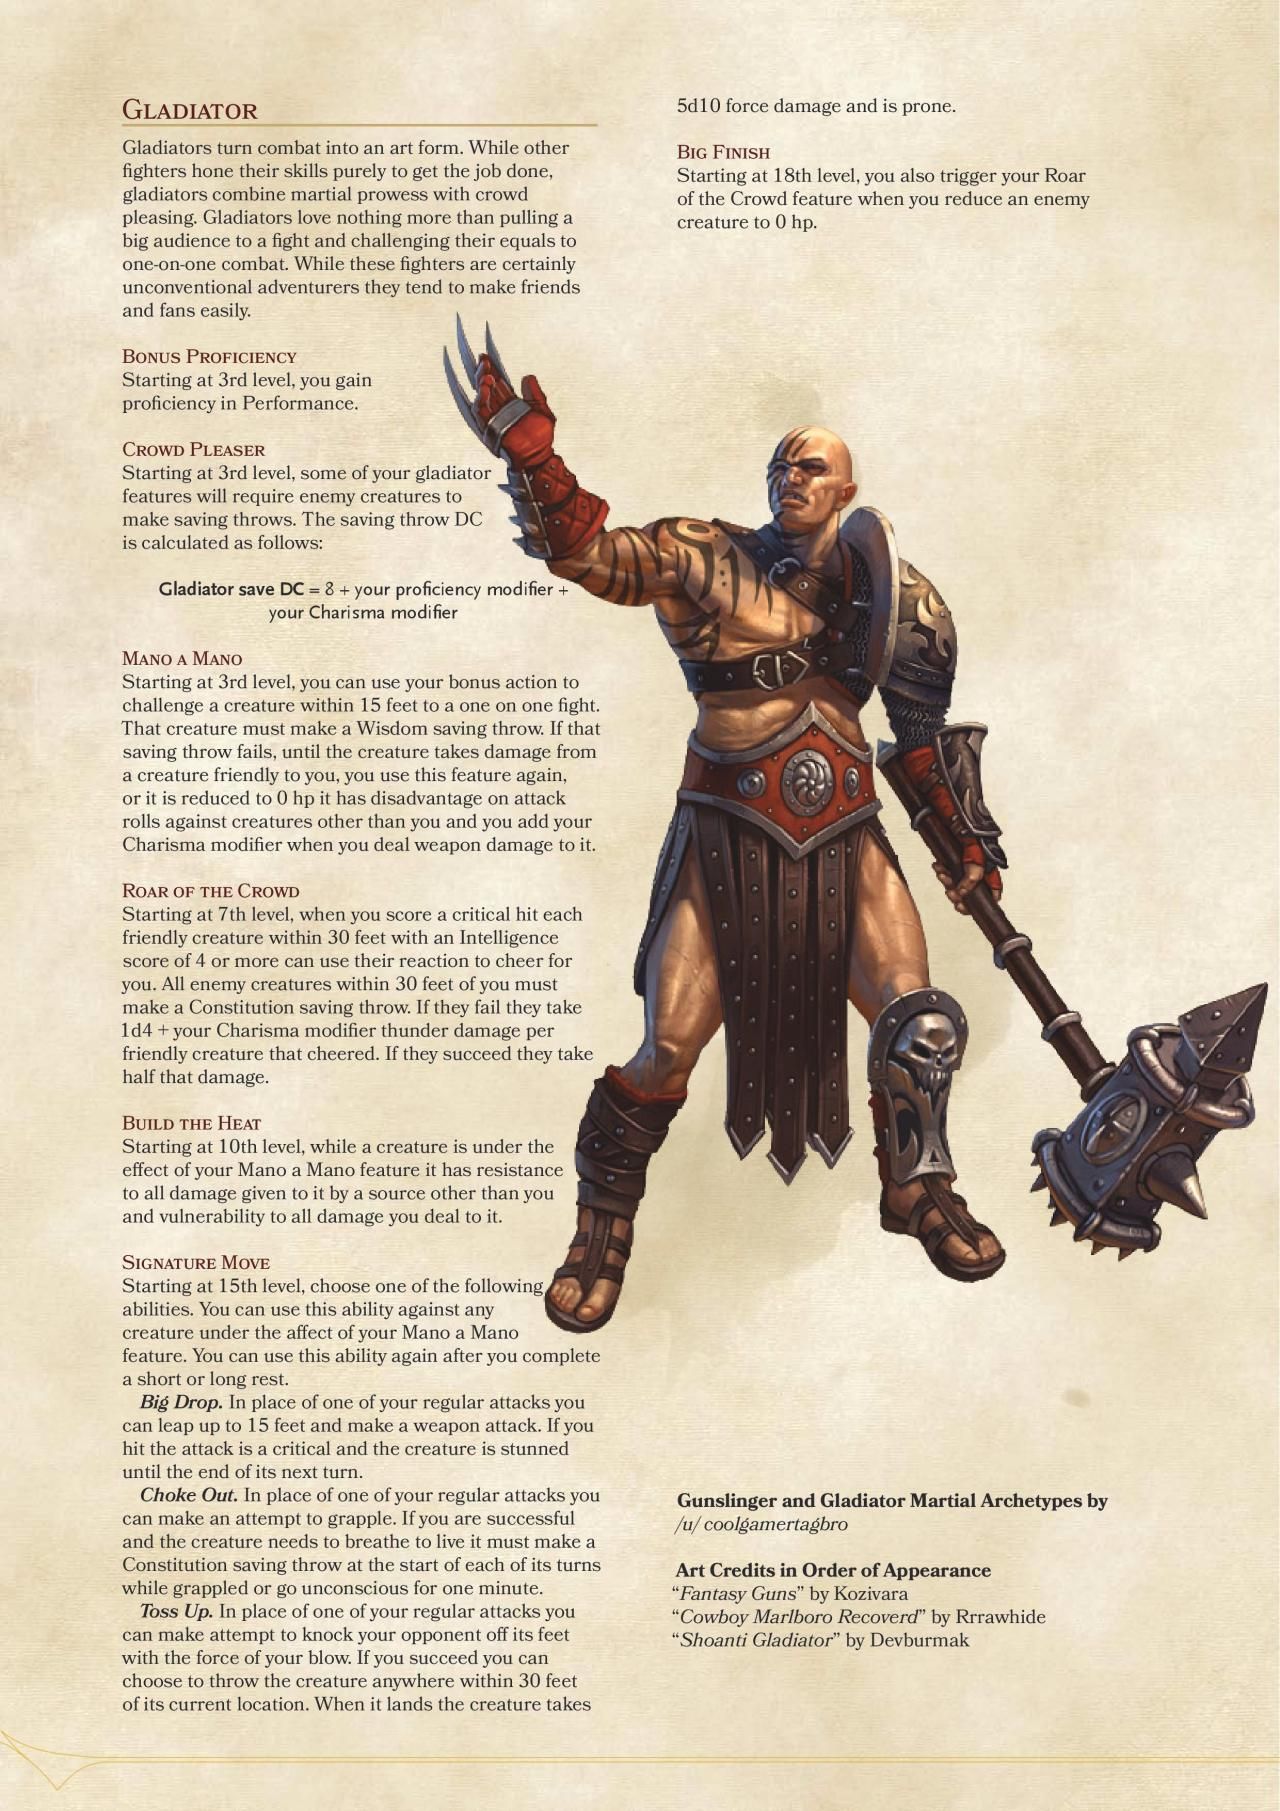 Gladiator
Gladiators turn combat into an art form. While other
fighters hone their skills purely to get the job done,
gladiators combine martial prowess with crowd
pleasing. Gladiators love nothing more than pulling a
big audience to a fight and challenging their equals to
one-on-one combat. While these fighters are certainly
unconventional adventurers they tend to make friends
and fans easily.
Bonus Proficiency
Starting at 3rd level, you gain
proficiency in Performance.
Crowd Pleaser
Starting at 3rd level, some of your gladiator
features will require enemy creatures to
make saving throws. The saving throw DC
is calculated as follows:
Gladiator save DC = 8 + your proficiency modifier +
your Charisma modifier
Mano a Mano
Starting at 3rd level, you can use your bonus action to
challenge a creature within 15 feet to a one on one fight.
That creature must make a Wisdom saving throw. If that
saving throw fails, until the creature takes damage from
a creature friendly to you, you use this feature again,
or it is reduced to 0 hp it has disadvantage on attack
rolls against creatures other than you and you add your
Charisma modifier when you deal weapon damage to it.
Roar of the Crowd
Starting at 7th level, when you score a critical hit each
friendly creature within 30 feet with an Intelligence
score of 4 or more can use their reaction to cheer for
you. All enemy creatures within 30 feet of you must
make a Constitution saving throw. If they fail they take
1d4 + your Charisma modifier thunder damage per
friendly creature that cheered. If they succeed they take
half that damage.
Build the Heat
Starting at 10th level, while a creature is under the
effect of your Mano a Mano feature it has resistance
to all damage given to it by a source other than you
and vulnerability to all damage you deal to it.
Signature Move
Starting at 15th level, choose one of the following
abilities. You can use this ability against any
creature under the affect of your Mano a Mano
feature. You can use this ability again after you complete
a short or long rest.
Big Drop. In place of one of your regular attacks you
can leap up to 15 feet and make a weapon attack. If you
hit the attack is a critical and the creature is stunned
until the end of its next turn.
Choke Out. In place of one of your regular attacks you
can make an attempt to grapple. If you are successful
and the creature needs to breathe to live it must make a
Constitution saving throw at the start of each of its turns
while grappled or go unconscious for one minute.
Toss Up. In place of one of your regular attacks you
can make attempt to knock your opponent off its feet
with the force of your blow. If you succeed you can
choose to throw the creature anywhere within 30 feet
of its current location. When it lands the creature takes
5d10 force damage and is prone.
Big Finish
Starting at 18th level, you also trigger your Roar
of the Crowd feature when you reduce an enemy
creature to 0 hp.
Gunslinger and Gladiator Martial Archetypes by
/u/ coolgamertagbro
Art Credits in Order of Appearance
“Fantasy Guns” by Kozivara
“Cowboy Marlboro Recoverd” by Rrrawhide
“Shoanti Gladiator” by Devburmak